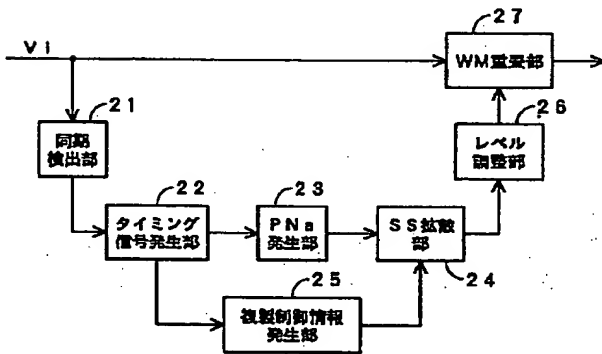 Vi
27
WM重畳部
21
同期
検出部
26
レベル
調整部
22
タイミング
信号発生部
23
PNa
発生部
SS拡散
部
24
25
複製制御情報
発生部